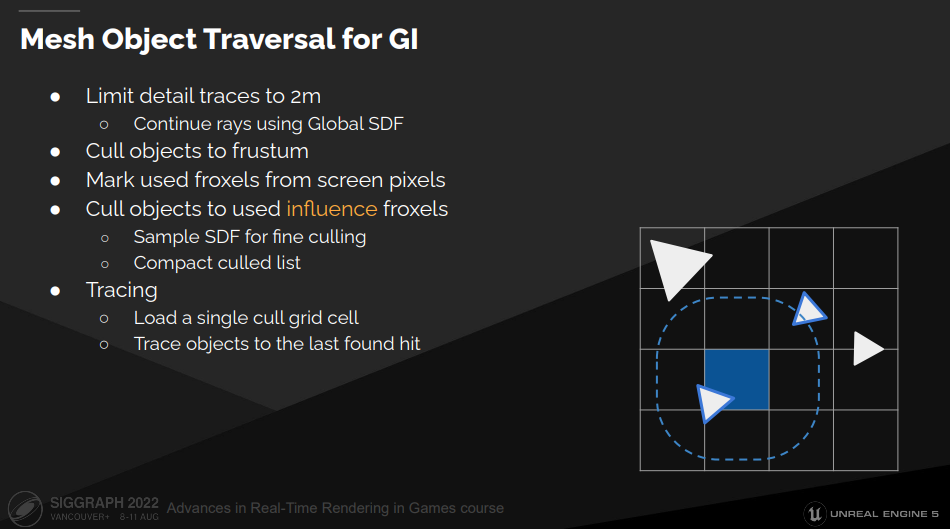 Mesh Object Traversal for GI
● Limit detail traces to 2m
○ Continue rays using Global SDF
● Cull objects to frustum
● Mark used froxels from screen pixels
● Cull objects to used influence froxels
○ Sample SDF for fine culling
○ Compact culled list
● Tracing
○ Load a single cull grid cell
○ Trace objects to the last found hit
SIGGRAPH 2022
VANCOUVER+ 8-11 AUG
Advances in Real-Time Rendering in Games course
UNREAL ENGINE 5